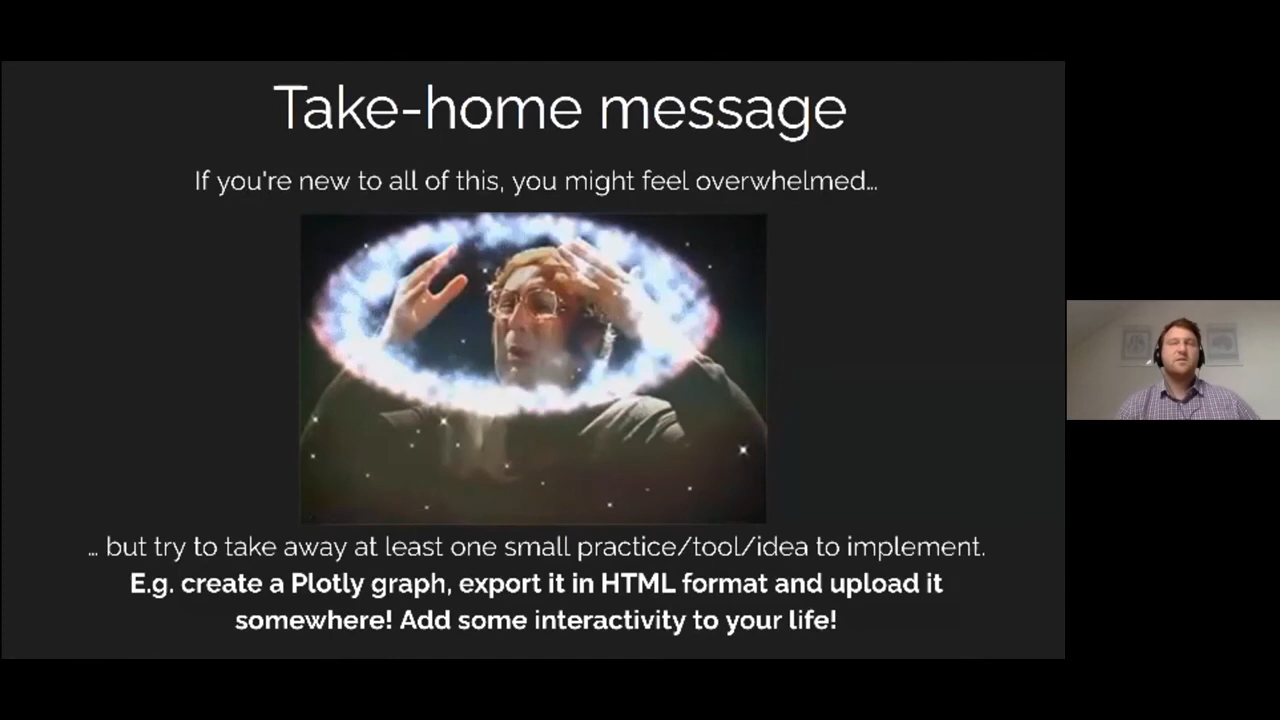 Take-home message
If you're new to all of this, you might feel overwhelmed...
... but try to take away at least one small practice/tool/idea to implement.
E.g. create a Plotly graph, export it in HTML format and upload it
somewhere! Add some interactivity to your life!